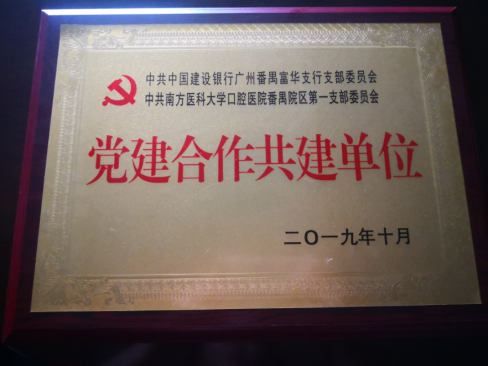 中共中国建设银行广州番禺富华支行支部委员会
中共南方医科大学口腔医院番禺院区第一支部委员会
党建合作共建单位
二〇一九年十月